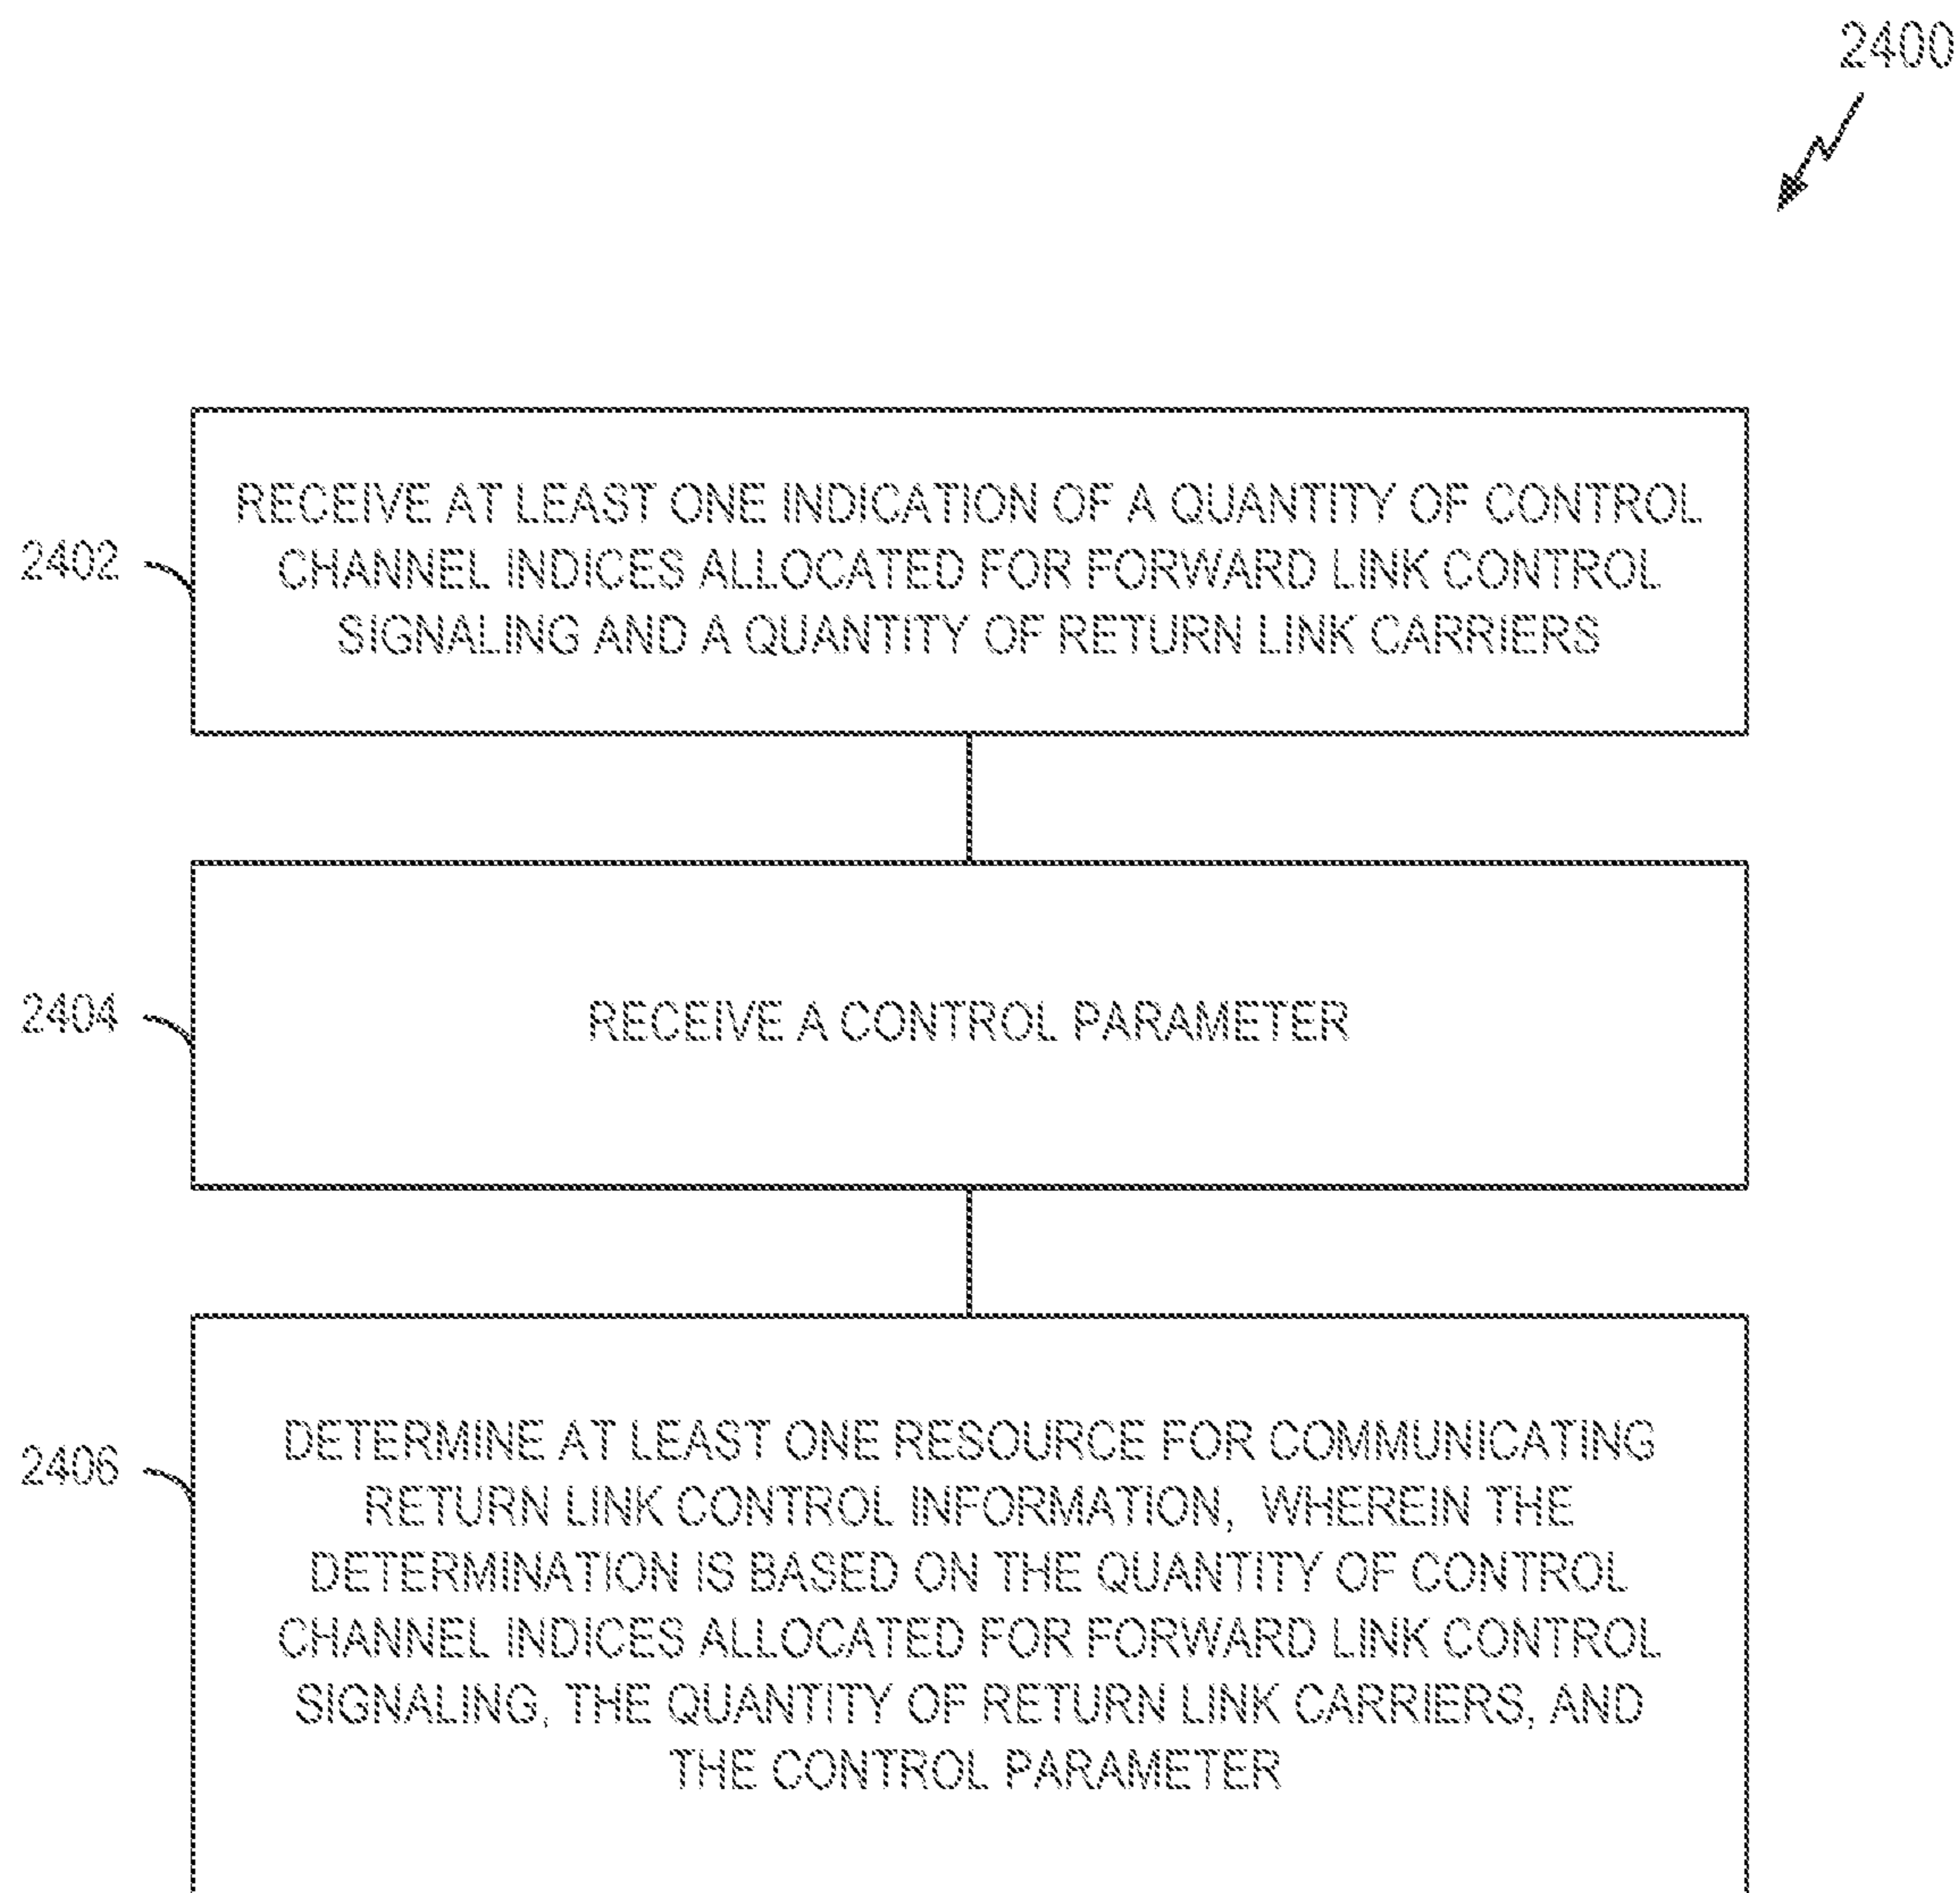 2400
RECEIVE AT LEAST ONE INDICATION OF A QUANTITY OF CONTROL
CHANNEL INDICES ALLOCATED FOR FORWARD LINK CONTROL
SIGNALING AND A QUANTITY OF RETURN LINK CARRIERS
2402
RECEIVE A CONTROL PARAMETER
2404
DETERMINE AT LEAST ONE RESOURCE FOR COMMUNICATING
RETURN LINK CONTROL INFORMATION, WHEREIN THE
DETERMINATION IS BASED ON THE QUANTITY OF CONTROL
CHANNEL INDICES ALLOCATED FOR FORWARD LINK CONTROL
SIGNALING, THE QUANTITY OF RETURN LINK CARRIERS, AND
THE CONTROL PARAMETER
2406